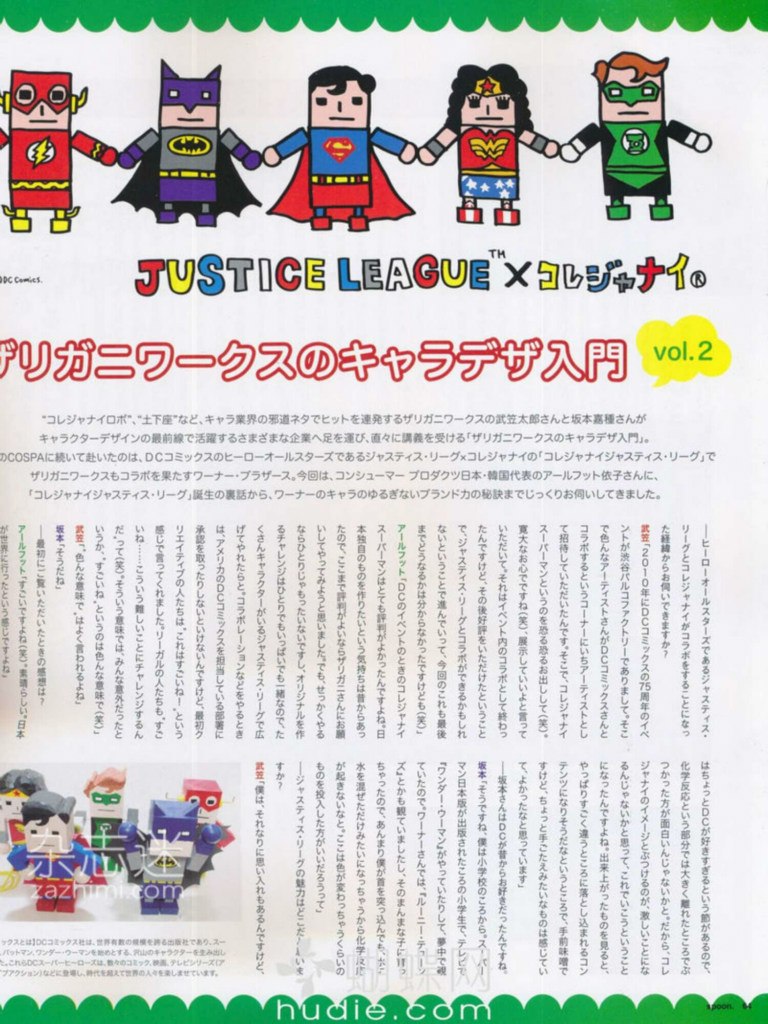 DC Comics.
JUSTICE LEAGUE™×コレジャナイ®
ザリガニワークスのキャラデザ入門
vol.2
“コレジャナイロボ”、“土下座”など、キャラ業界の邪道ネタでヒットを連発するザリガニワークスの武笠太郎さんと坂本嘉種さんが
キャラクターデザインの最前線で活躍するさまざまな企業へ足を運び、直々に講義を受ける「ザリガニワークスのキャラデザ入門」。
のCOSPAに続いて赴いたのは、DCコミックスのヒーローオールスターズであるジャスティス・リーグ×コレジャナイの「コレジャナイジャスティス・リーグ」で
ザリガニワークスもコラボを果たすワーナー・ブラザース。今回は、コンシューマー プロダクツ日本・韓国代表のアールフット依子さんに、
「コレジャナイジャスティス・リーグ」誕生の裏話から、ワーナーのキャラのゆるぎないブランド力の秘訣までじっくりお伺いしてきました。
──ヒーローオールスターズであるジャスティス・
リーグとコレジャナイがコラボをすることになっ
た経緯からお伺いできますか?
武笠「2010年にDCコミックスの75周年のイベ
ントが渋谷パルコファクトリーでありまして。そこ
で色んなアーティストさんがDCコミックスさんと
コラボするというコーナーにいちアーティストとし
て招待していただいたんです。そこで、コレジャナイ
スーパーマンというのを恐る恐るお出しして(笑)。
寛大なお心でですね(笑)、展示していいよと言って
いただいて。それはイベント内のコラボとして終わっ
たんですけど、その後好評をいただけたということ
で、ジャスティス・リーグとコラボができるかもしれ
ないということで進んでいって、今回のこれも最後
までどうなるかは分からなかったんですけども(笑)」
アールフット「DCのイベントのときのコレジャナイ
スーパーマンはとても評判がよかったんですよね。日
本独自のものを作りたいという気持ちは昔からあっ
たので、ここまで評判がよいならザリガニさんにお願
いしてやってみようと思いました。でも、せっかくやる
ならひとりじゃもったいないですし、オリジナルを作
るチャレンジはひとりでもいっぱいでも一緒なので、た
くさんキャラクターがいるジャスティス・リーグで広
げてやれたらと。コラボレーションなどをやるとき
は、アメリカのDCコミックスを担当している部署に
承認を取ったりしないといけないんですけど、最初ク
リエイティブの人たちは、“これはすごいね!”という
感じで言ってくれました。リーガルの人たちも、“すご
いね……こういう難しいことにチャレンジするん
だ”って(笑)。そういう意味では、みんな意外だったと
いうか。“すごいね”というのは色んな意味で(笑)」
武笠「“色んな意味で”はよく言われるよね」
坂本「そうだね」
──最初にご覧いただいたときの感想は?
アールフット「すごいですよね(笑)。素晴らしい。日本
が世界に行ったという感じですよね」
はちょっとDCが好きすぎるという節があるので、
化学反応という部分では大きく離れたところでぶ
つかった方が面白いんじゃないかと。だから、コレ
ジャナイのイメージとぶつけるのが、激しいことにな
るんじゃないかと思って、これでいこうということ
になったんですよね。出来上がったものを見ると、
やっぱりすごく違うところに落とし込まれるコン
テンツになりそうだなというところで、手前味噌で
すけど、ちょっと手ごたえみたいなものは感じてい
て、よかったなと思っています」
──坂本さんはDCが昔からお好きだったんですね。
坂本「そうですね、僕は小学校のころから。スーパー
マン日本版が出版されたころの小学生で、テレビで
『ワンダーウーマン』がやっていたりして、夢中で観
ていたので。ワーナーさんでは、『ルーニー・テューン
ズ』とかも観ていましたし、そのまんまな子に育っ
ちゃったので、あんまり僕が首を突っ込んでも、水に
水を混ぜただけみたいになっちゃうから化学反応
が起きないなと。ここは色が変わっちゃうくらいの
ものを投入した方がいいだろうって」
──ジャスティス・リーグの魅力はどこだと思いま
すか?
武笠「僕は、それなりに思い入れもあるんですけど、
杂志迷
zazhimi.com
ックスとは】DCコミックス社は、世界有数の規模を誇る出版社であり、スー
、バットマン、ワンダーウーマンを始めとする、沢山のキャラクターを生み出し
た。これらDCスーパーヒーローズは、数々のコミック、映画、テレビシリーズ(ア
アクション)などに登場し、時代を超えて世界の人々を楽しませています。
蝴蝶网
hudie.com
spoon. 64